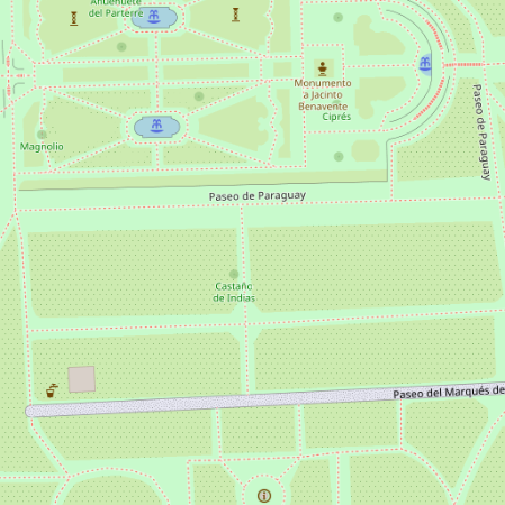 Ahuehuete
del Parterre
Monumento
a Jacinto
Benavente
Ciprés
Magnolio
Paseo de Paraguay
Paseo de Paraguay
Castaño
de Indias
Paseo del Marqués de